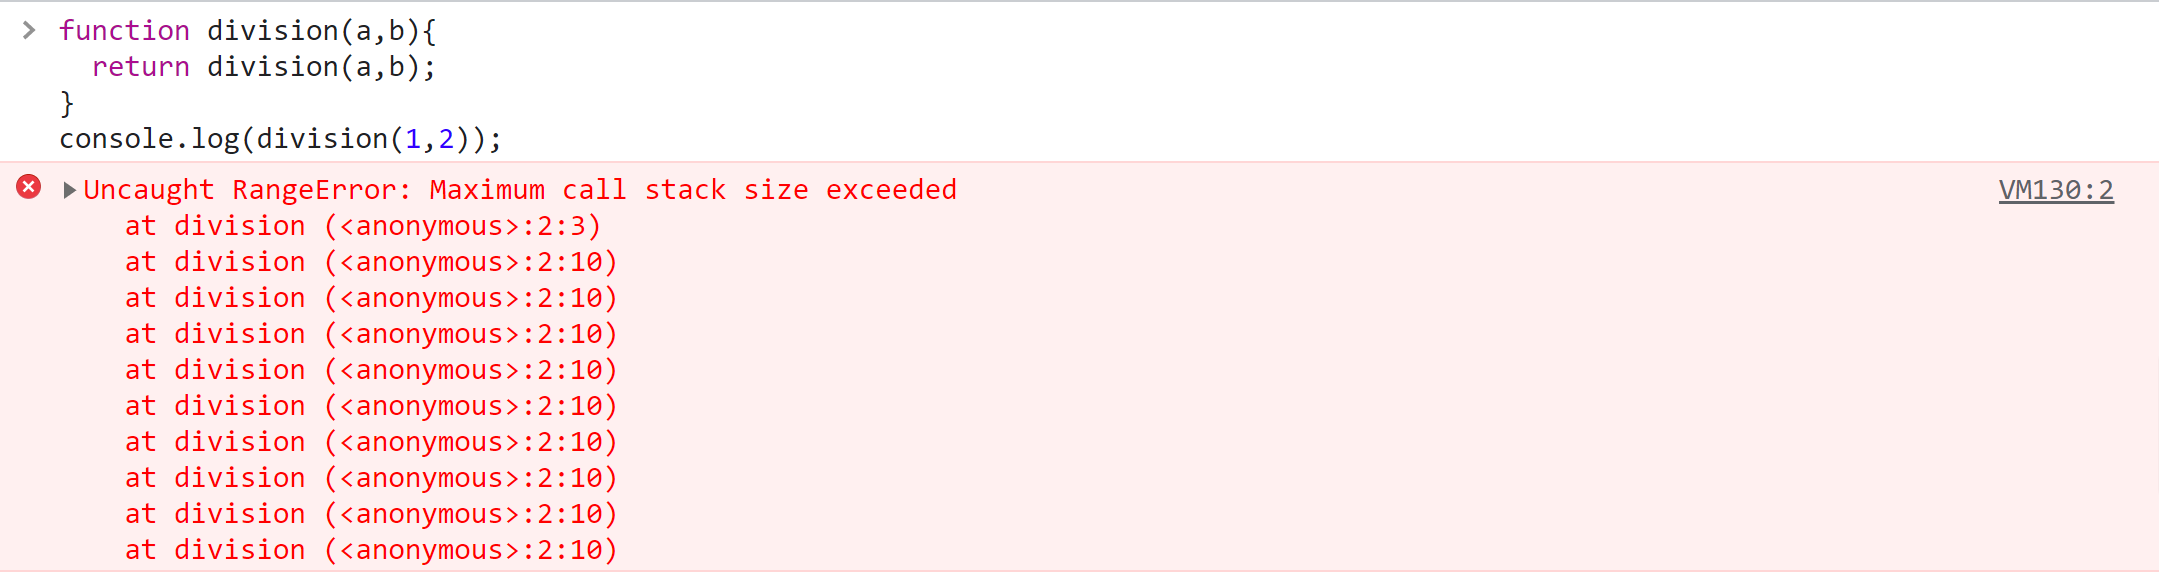 function division(a,b){
  return division(a,b);
}
console.log(division(1,2));
Uncaught RangeError: Maximum call stack size exceeded VM130:2
    at division (<anonymous>:2:3)
    at division (<anonymous>:2:10)
    at division (<anonymous>:2:10)
    at division (<anonymous>:2:10)
    at division (<anonymous>:2:10)
    at division (<anonymous>:2:10)
    at division (<anonymous>:2:10)
    at division (<anonymous>:2:10)
    at division (<anonymous>:2:10)
    at division (<anonymous>:2:10)